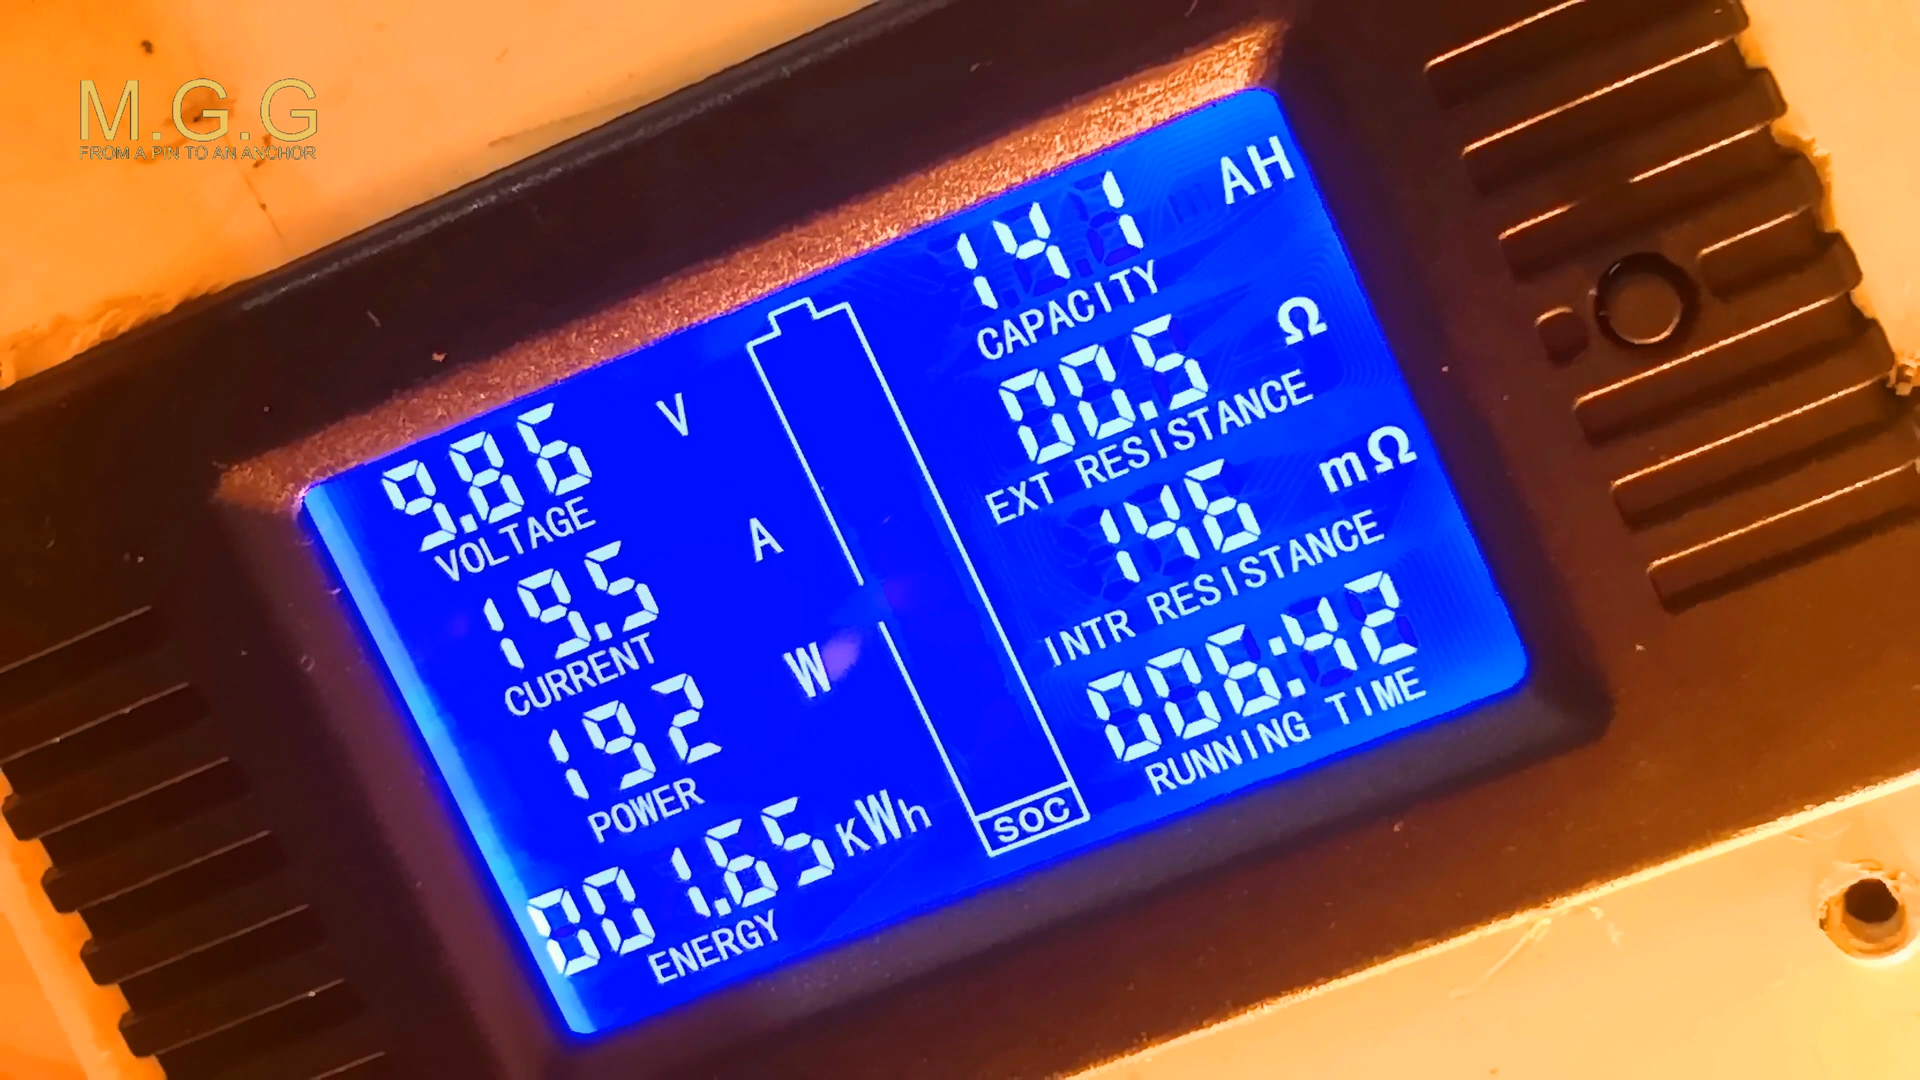 M.G.G
FROM A PIN TO AN ANCHOR
9.86 V
VOLTAGE
19.5 A
CURRENT
192 W
POWER
001.65 KWh
ENERGY
SOC
141 AH
CAPACITY
00.5 Ω
EXT RESISTANCE
146 mΩ
INTR RESISTANCE
006:42
RUNNING TIME